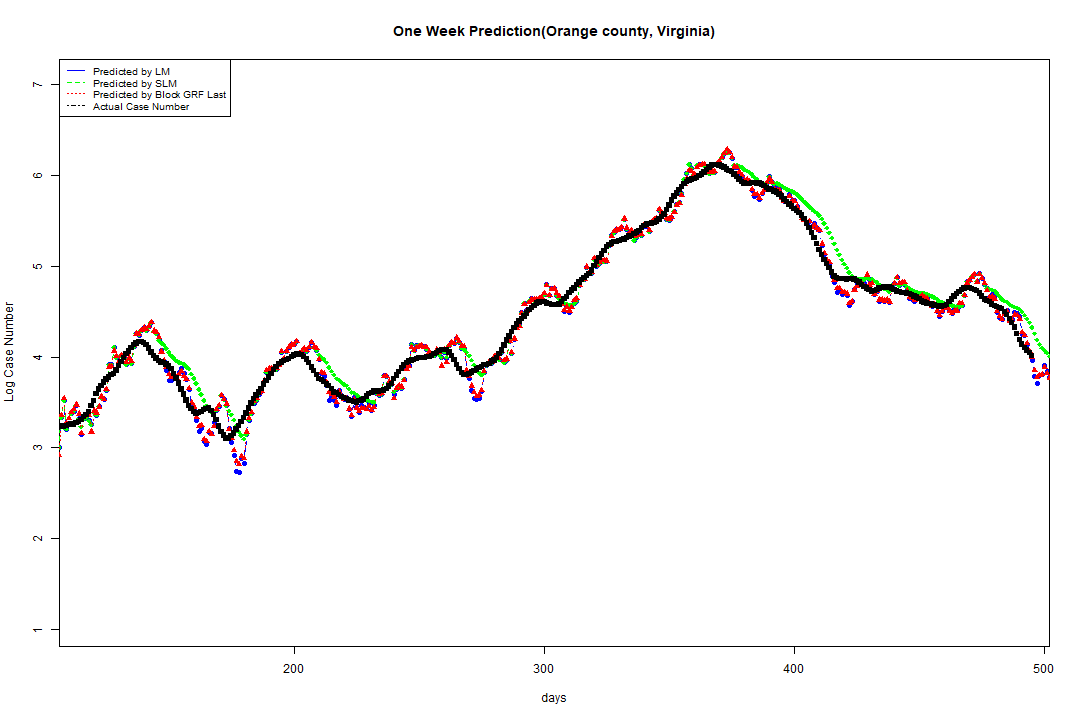 One Week Prediction(Orange county, Virginia)
Predicted by LM
Predicted by SLM
Predicted by Block GRF Last
Actual Case Number
7
6
5
4
3
2
1
Log Case Number
200
300
400
500
days